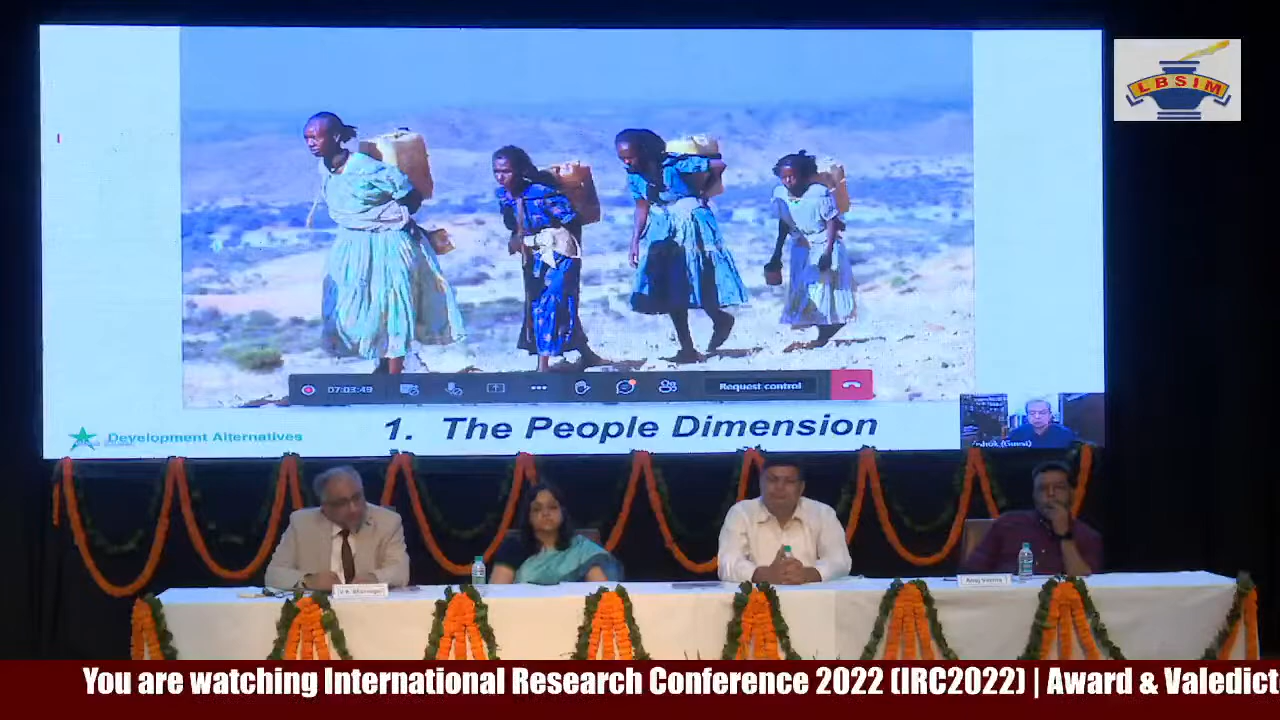 LBSIM
07:03:49
Request control
1. The People Dimension
Development Alternatives
You are watching International Research Conference 2022 (IRC2022) | Award & Valedict